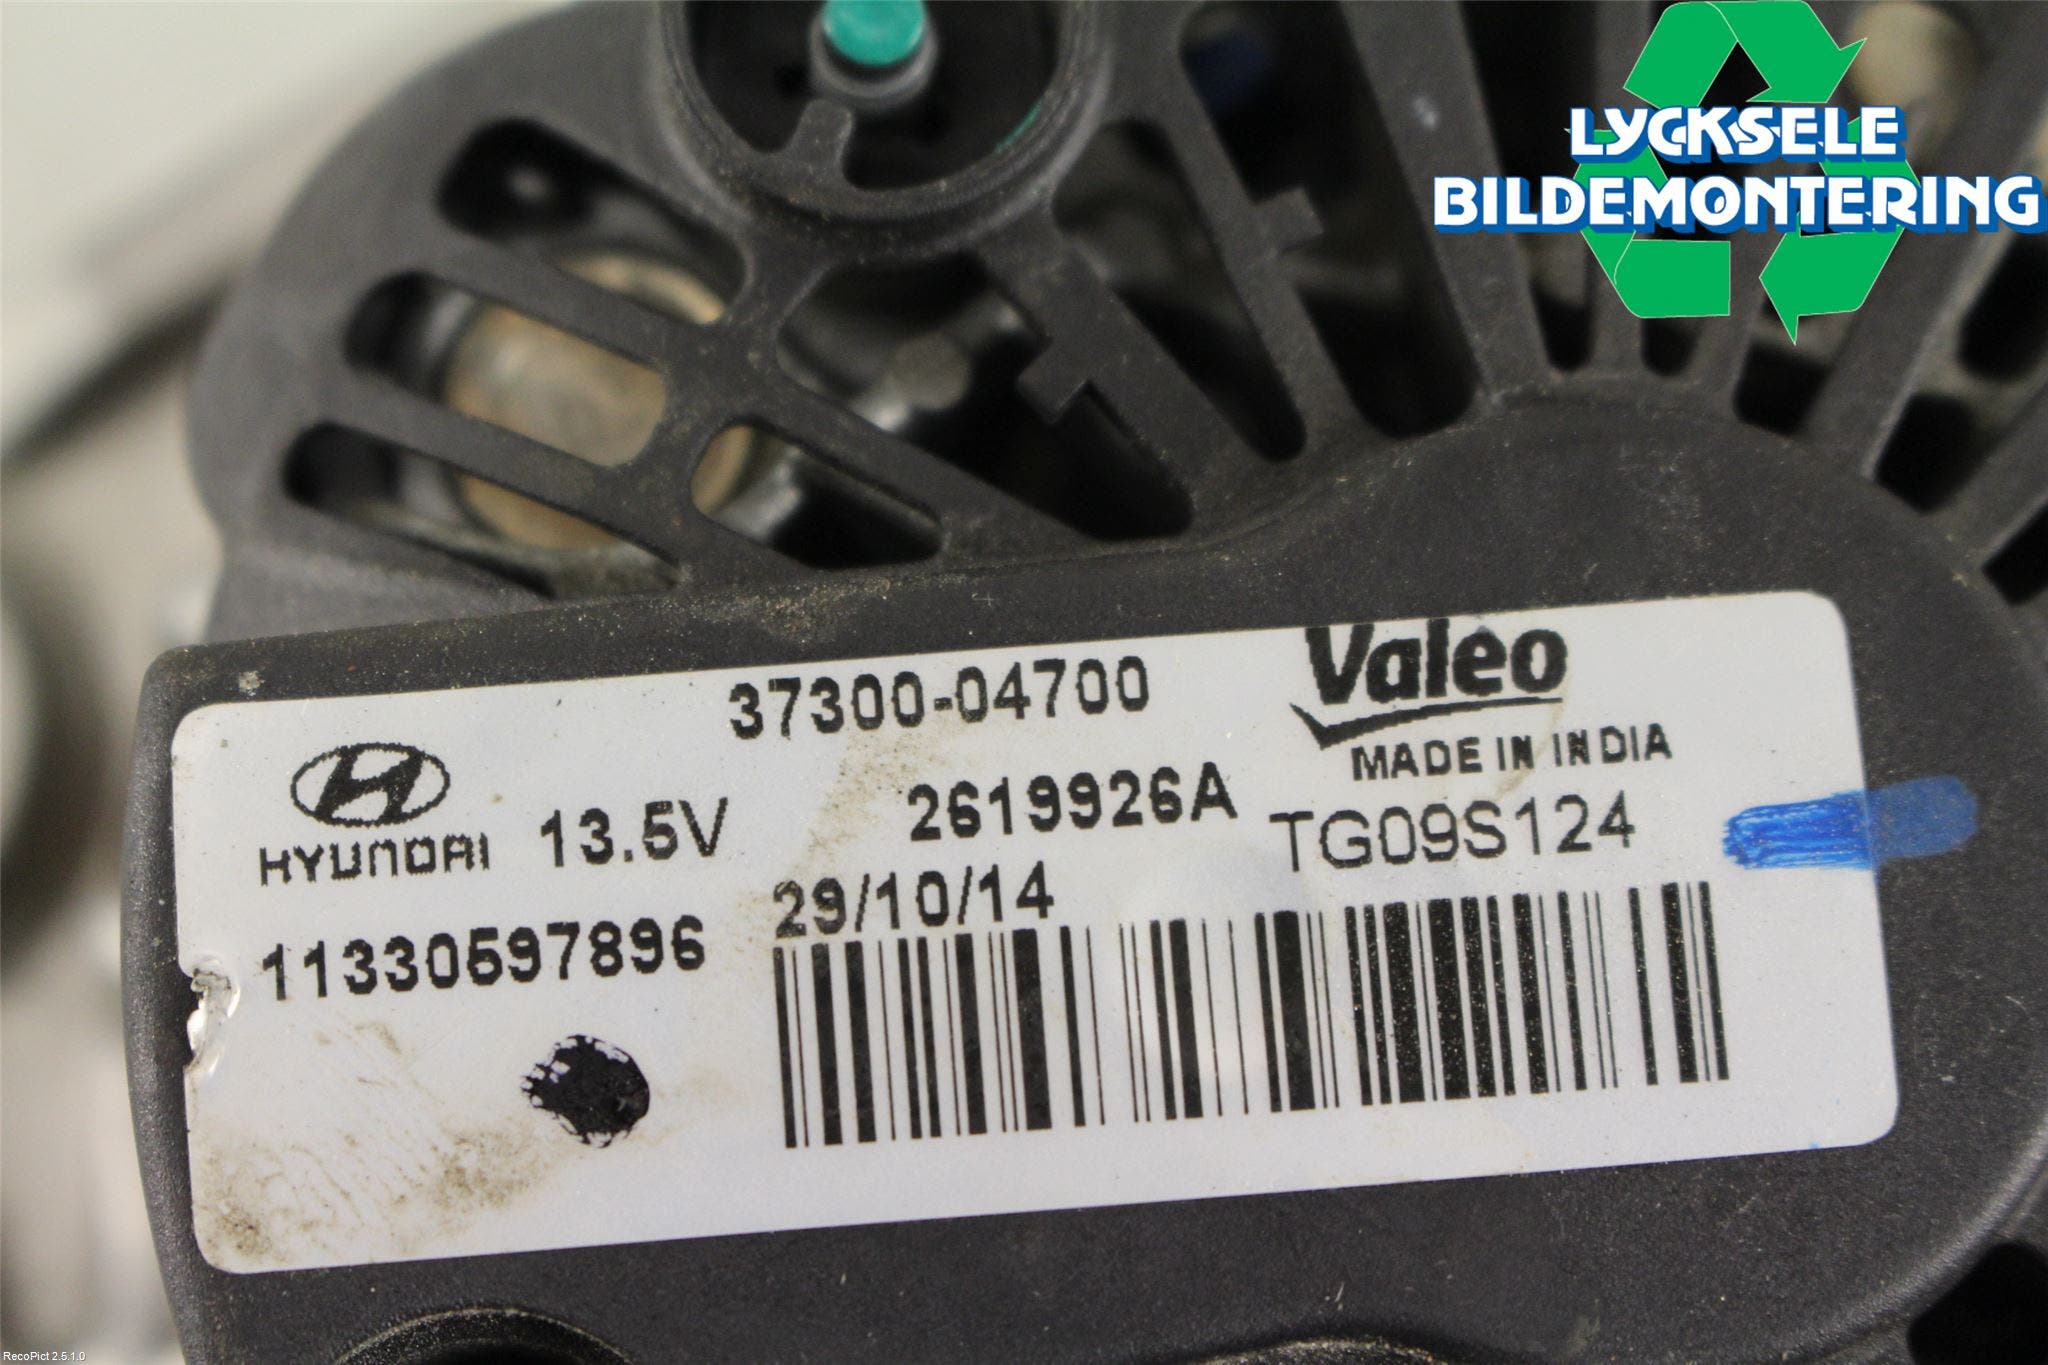 LYCKSELE
BILDEMONTERING
37300-04700
Valeo
MADE IN INDIA
HYUNDAI
13.5V
2619926A
TG09S124
29/10/14
11330597896
RecoPict 2.5.1.0